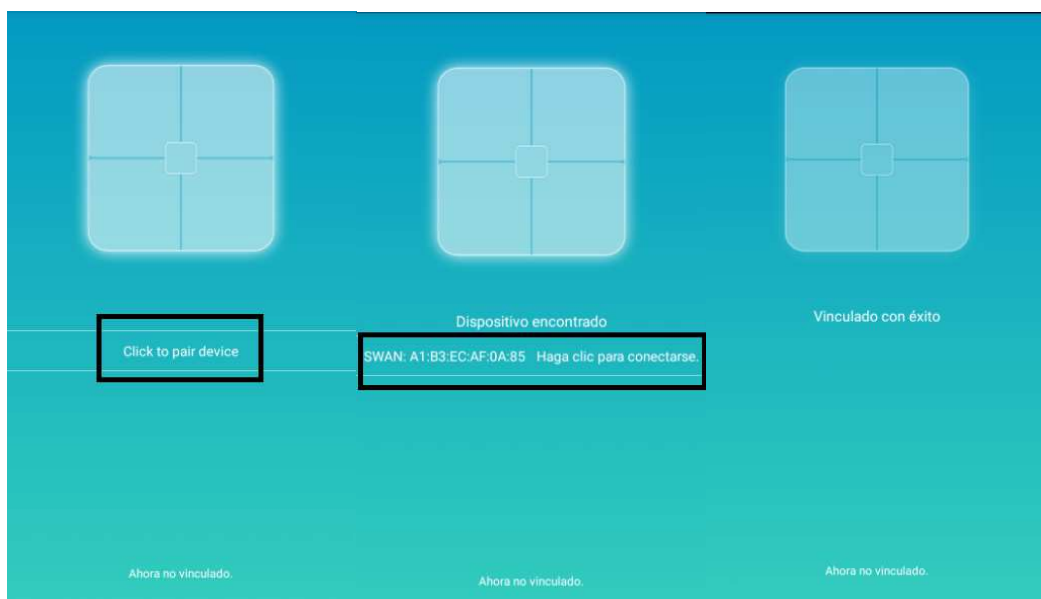 Click to pair device
Ahora no vinculado.
Dispositivo encontrado
SWAN: A1:B3:EC:AF:0A:85 Haga clic para conectarse.
Ahora no vinculado.
Vinculado con éxito
Ahora no vinculado.